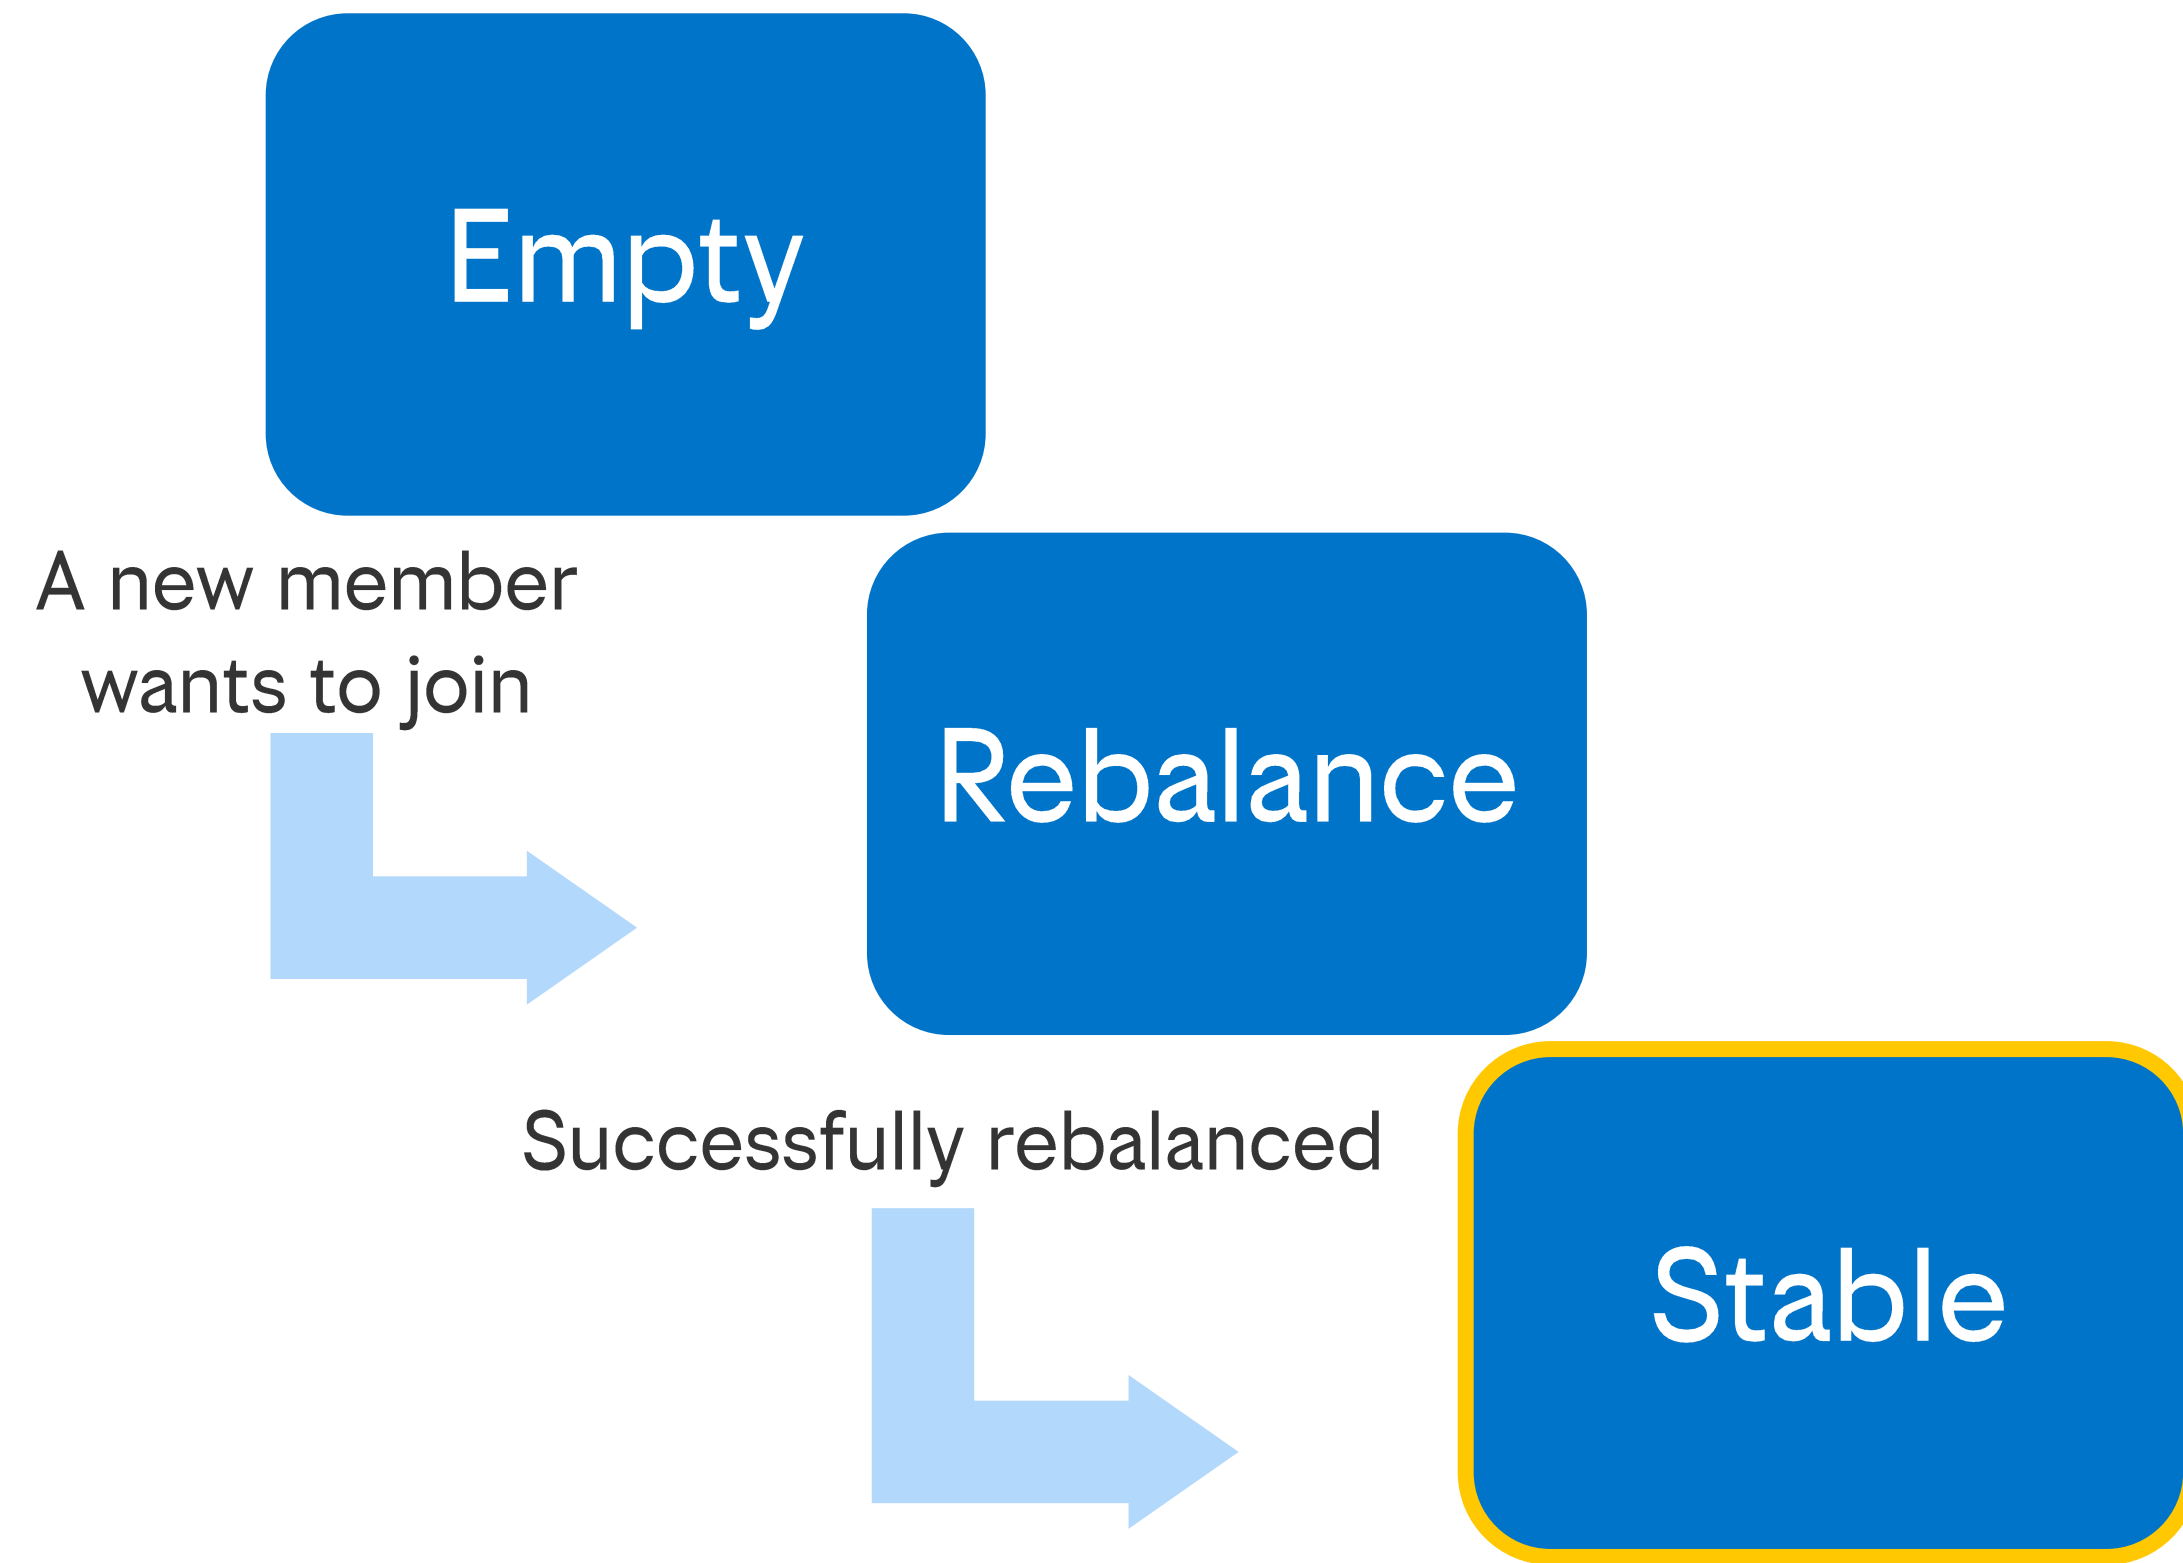 Empty
A new member
wants to join
Rebalance
Successfully rebalanced
Stable